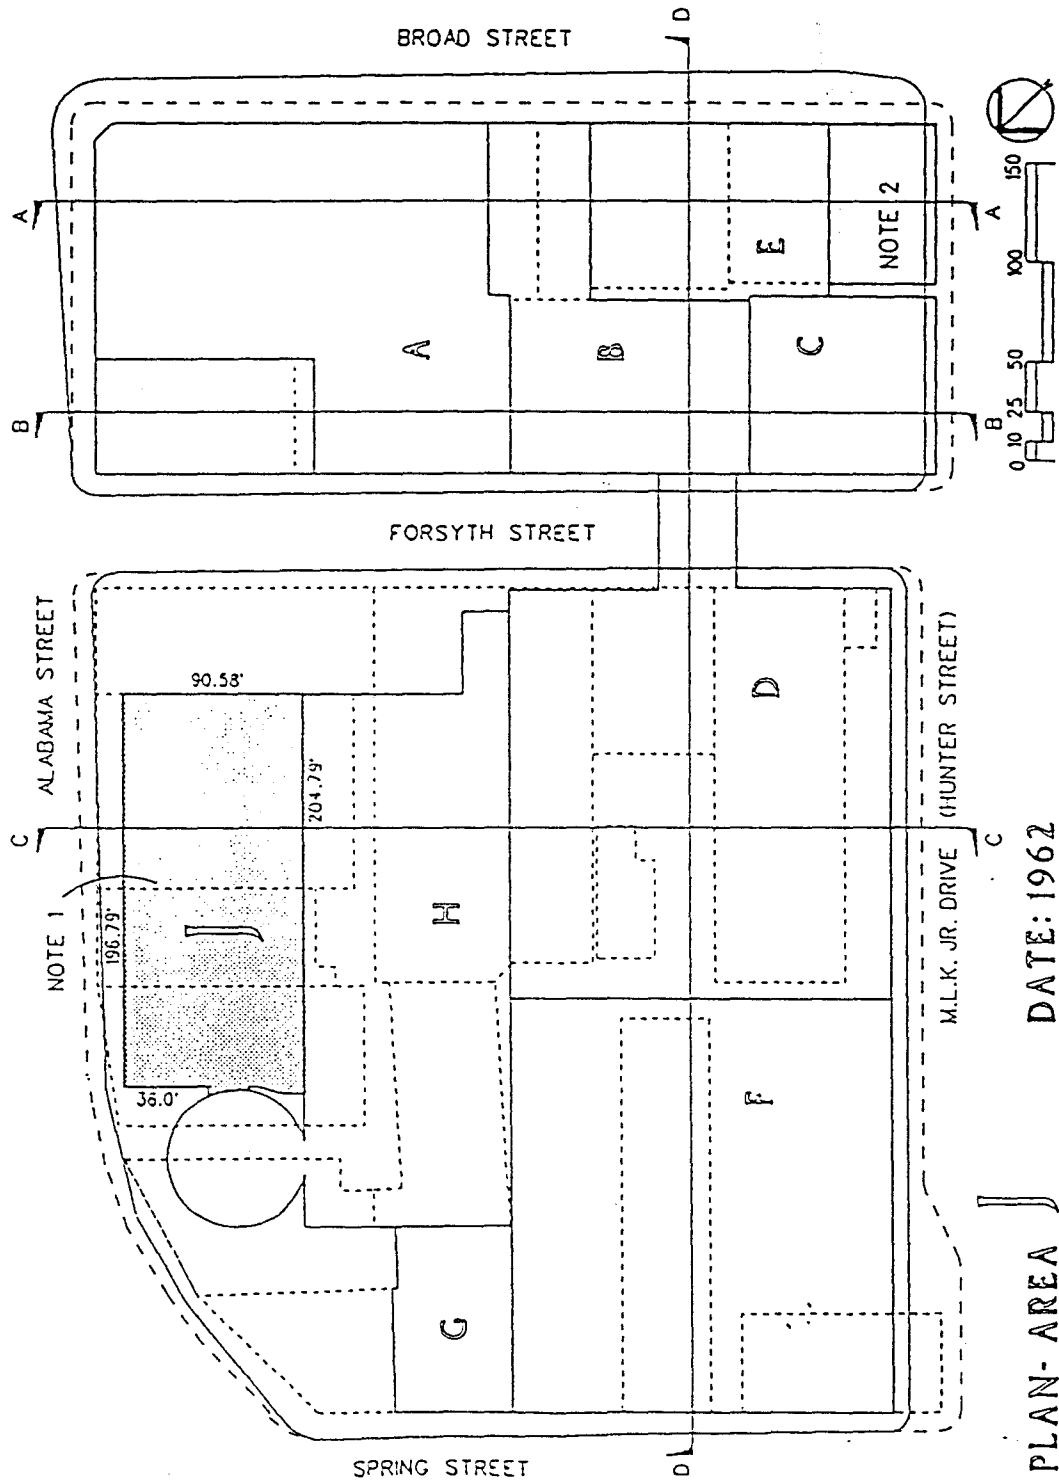 BROAD STREET
D
A
B
A
NOTE 2
E
B
C
A
B
0 10 25 50 100 150
FORSYTH STREET
ALABAMA STREET
90.58'
204.79'
C
NOTE 1
196.79'
J
H
D
36.0'
F
G
M.L.K. JR. DRIVE (HUNTER STREET)
C
SPRING STREET
D
PLAN- AREA J
DATE: 1962